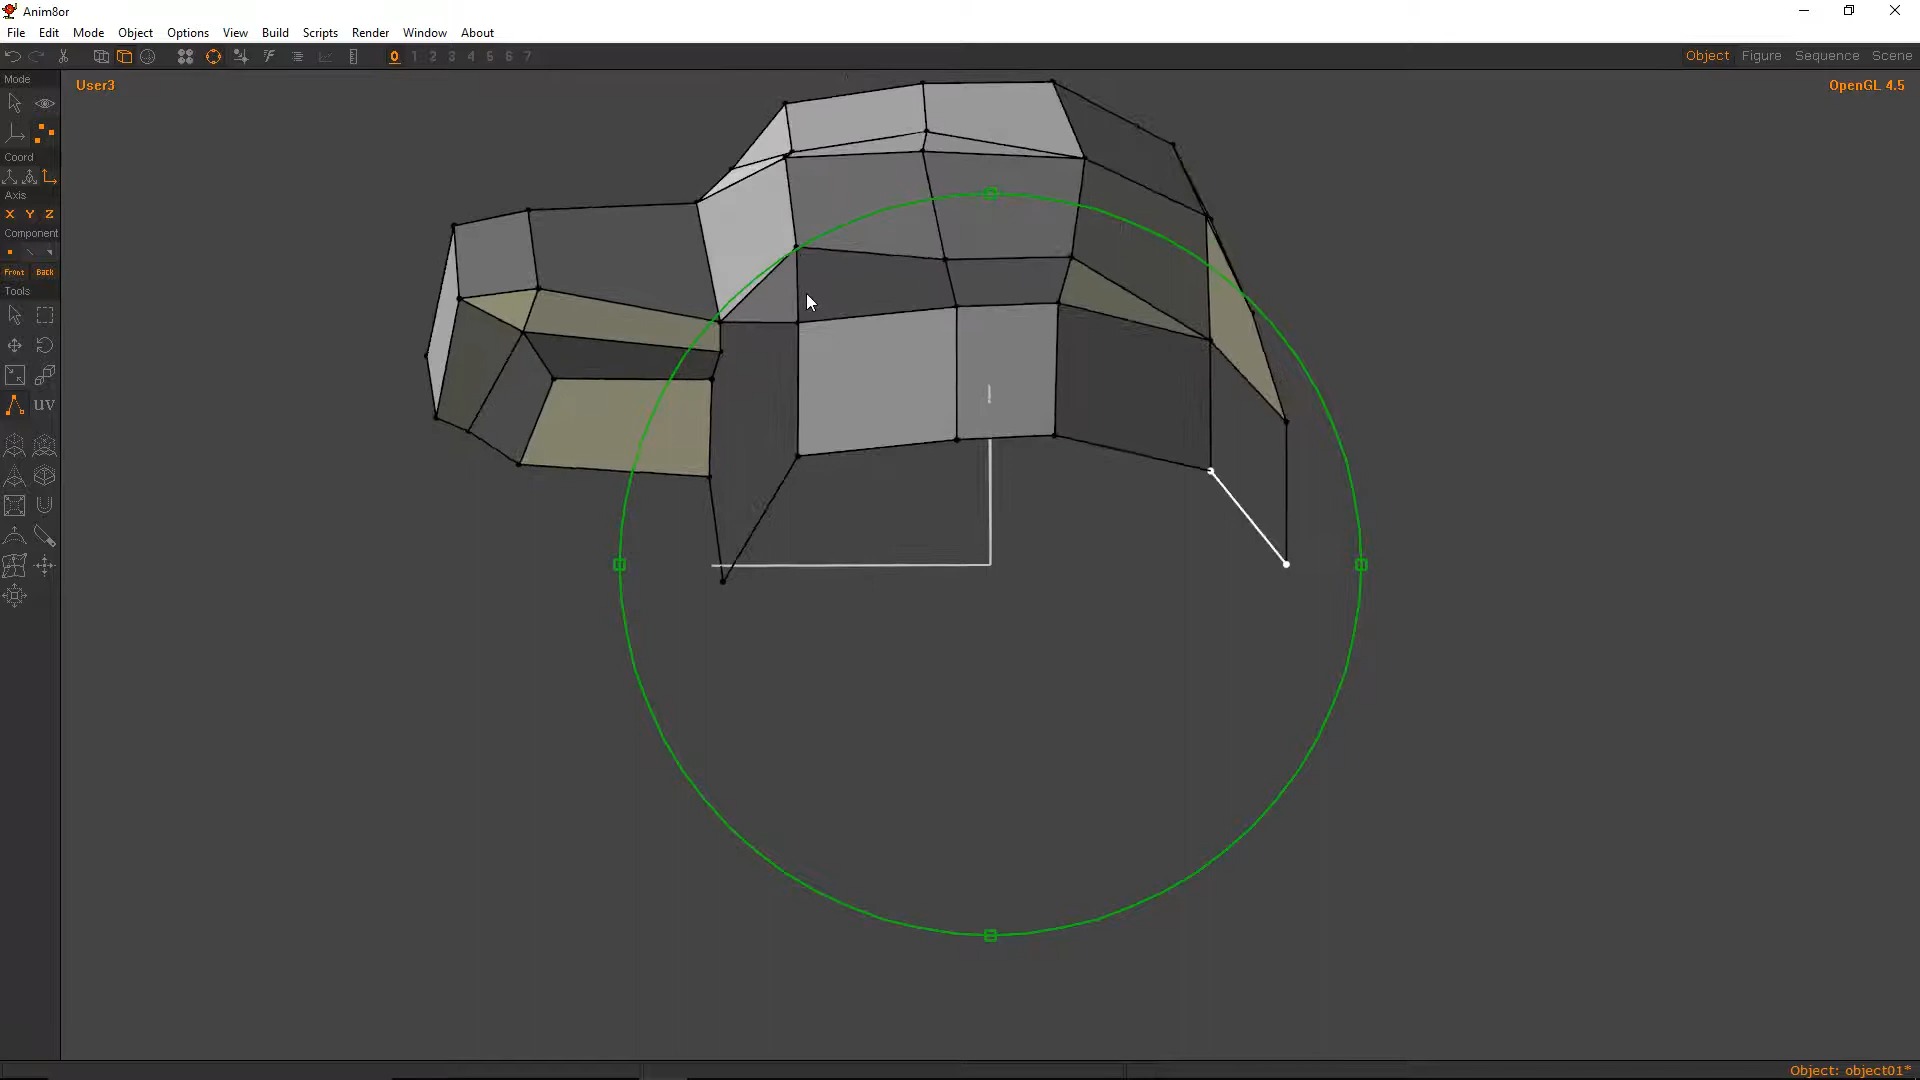 Anim8or
File Edit Mode Object Options View Build Scripts Render Window About
0 1 2 3 4 5 6 7
Object Figure Sequence Scene
Mode
User3
OpenGL 4.5
Coord
Axis
X Y Z
Component
Front Back
Tools
UV
Object: object01*